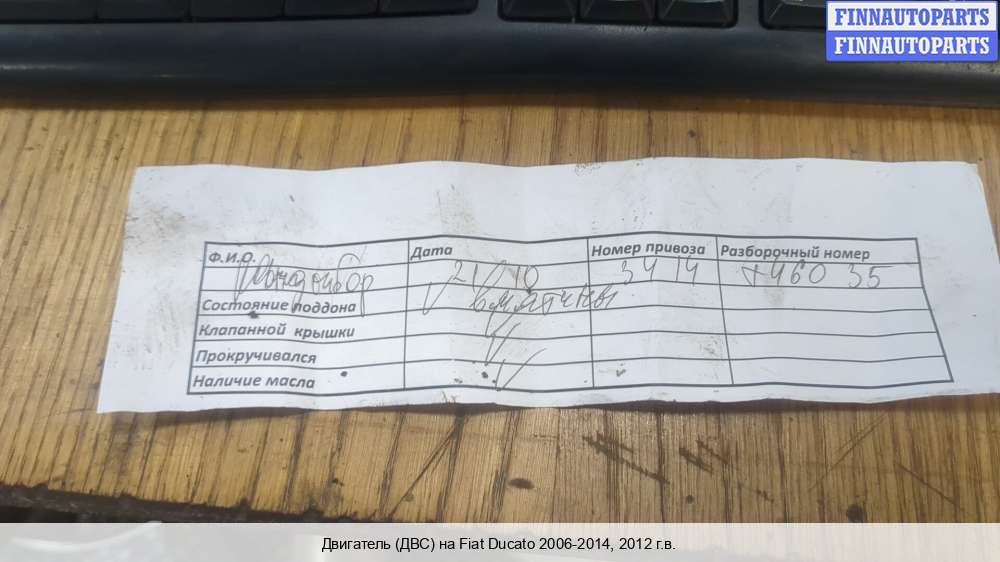 FINNAUTOPARTS
FINNAUTOPARTS
Ф.И.О. Дата Номер привоза Разборочный номер
21/10 3414 т460 35
Состояние поддона V вмятины
Клапанной крышки V
Прокручивался V
Наличие масла V
Двигатель (ДВС) на Fiat Ducato 2006-2014, 2012 г.в.